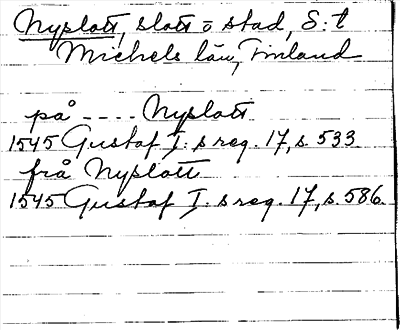 Nyslott, slott o stad, S:t
Michels län, Finland
på ---- Nyslott
1545 Gustaf I:s reg. 17, s. 533.
från Nyslott
1545 Gustaf I:s reg. 17, s. 586.